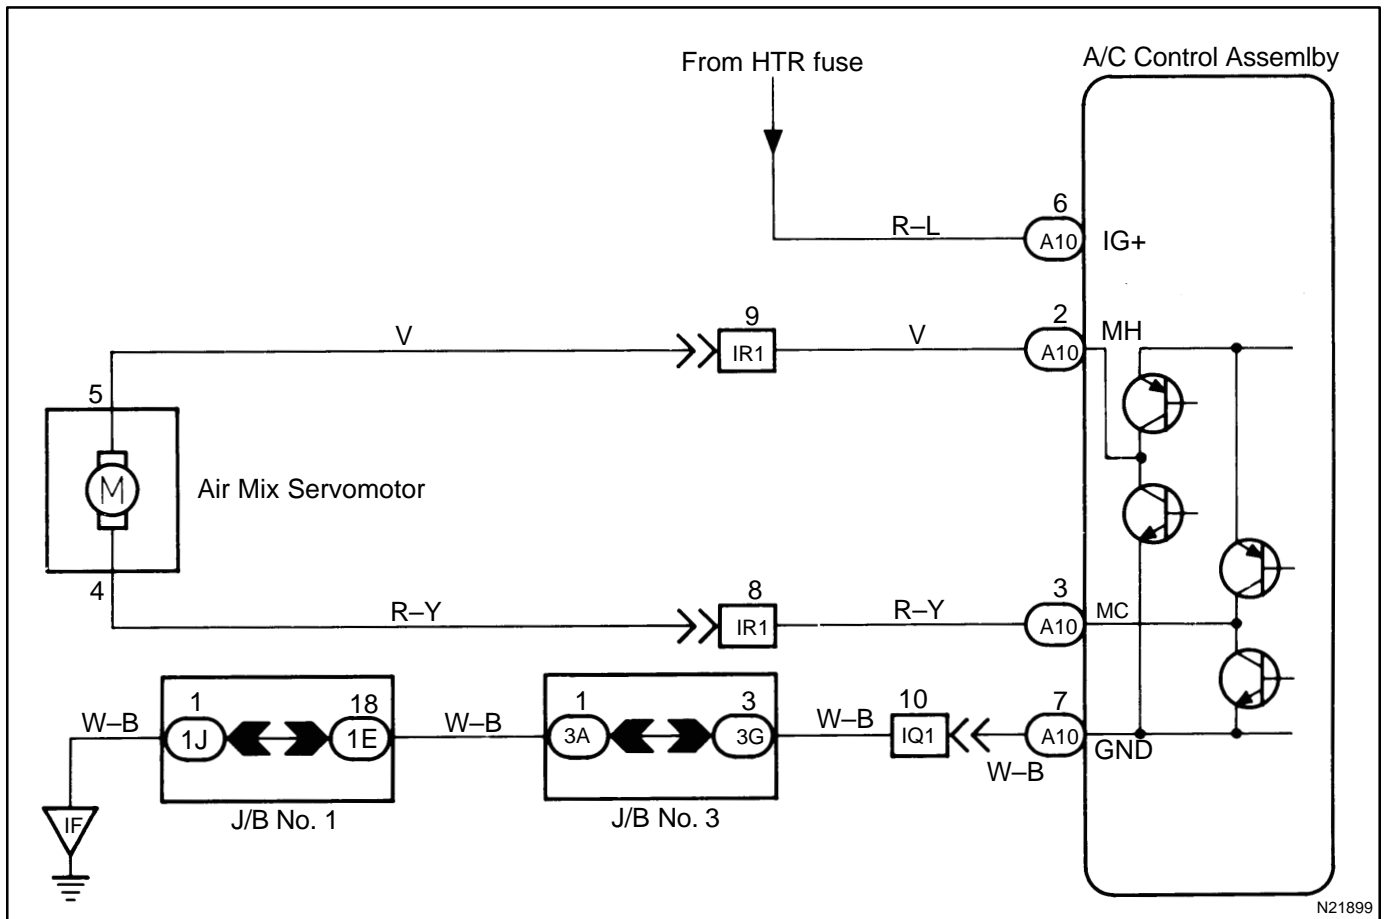 From HTR fuse
A/C Control Assemlby
6
R–L
A10
IG+
9
2
V
V
MH
IR1
A10
5
M
Air Mix Servomotor
4
8
3
R–Y
R–Y
MC
IR1
A10
1
18
1
3
10
7
W–B
1J
1E
W–B
3A
3G
W–B
IQ1
A10
GND
W–B
J/B No. 1
J/B No. 3
IF
N21899